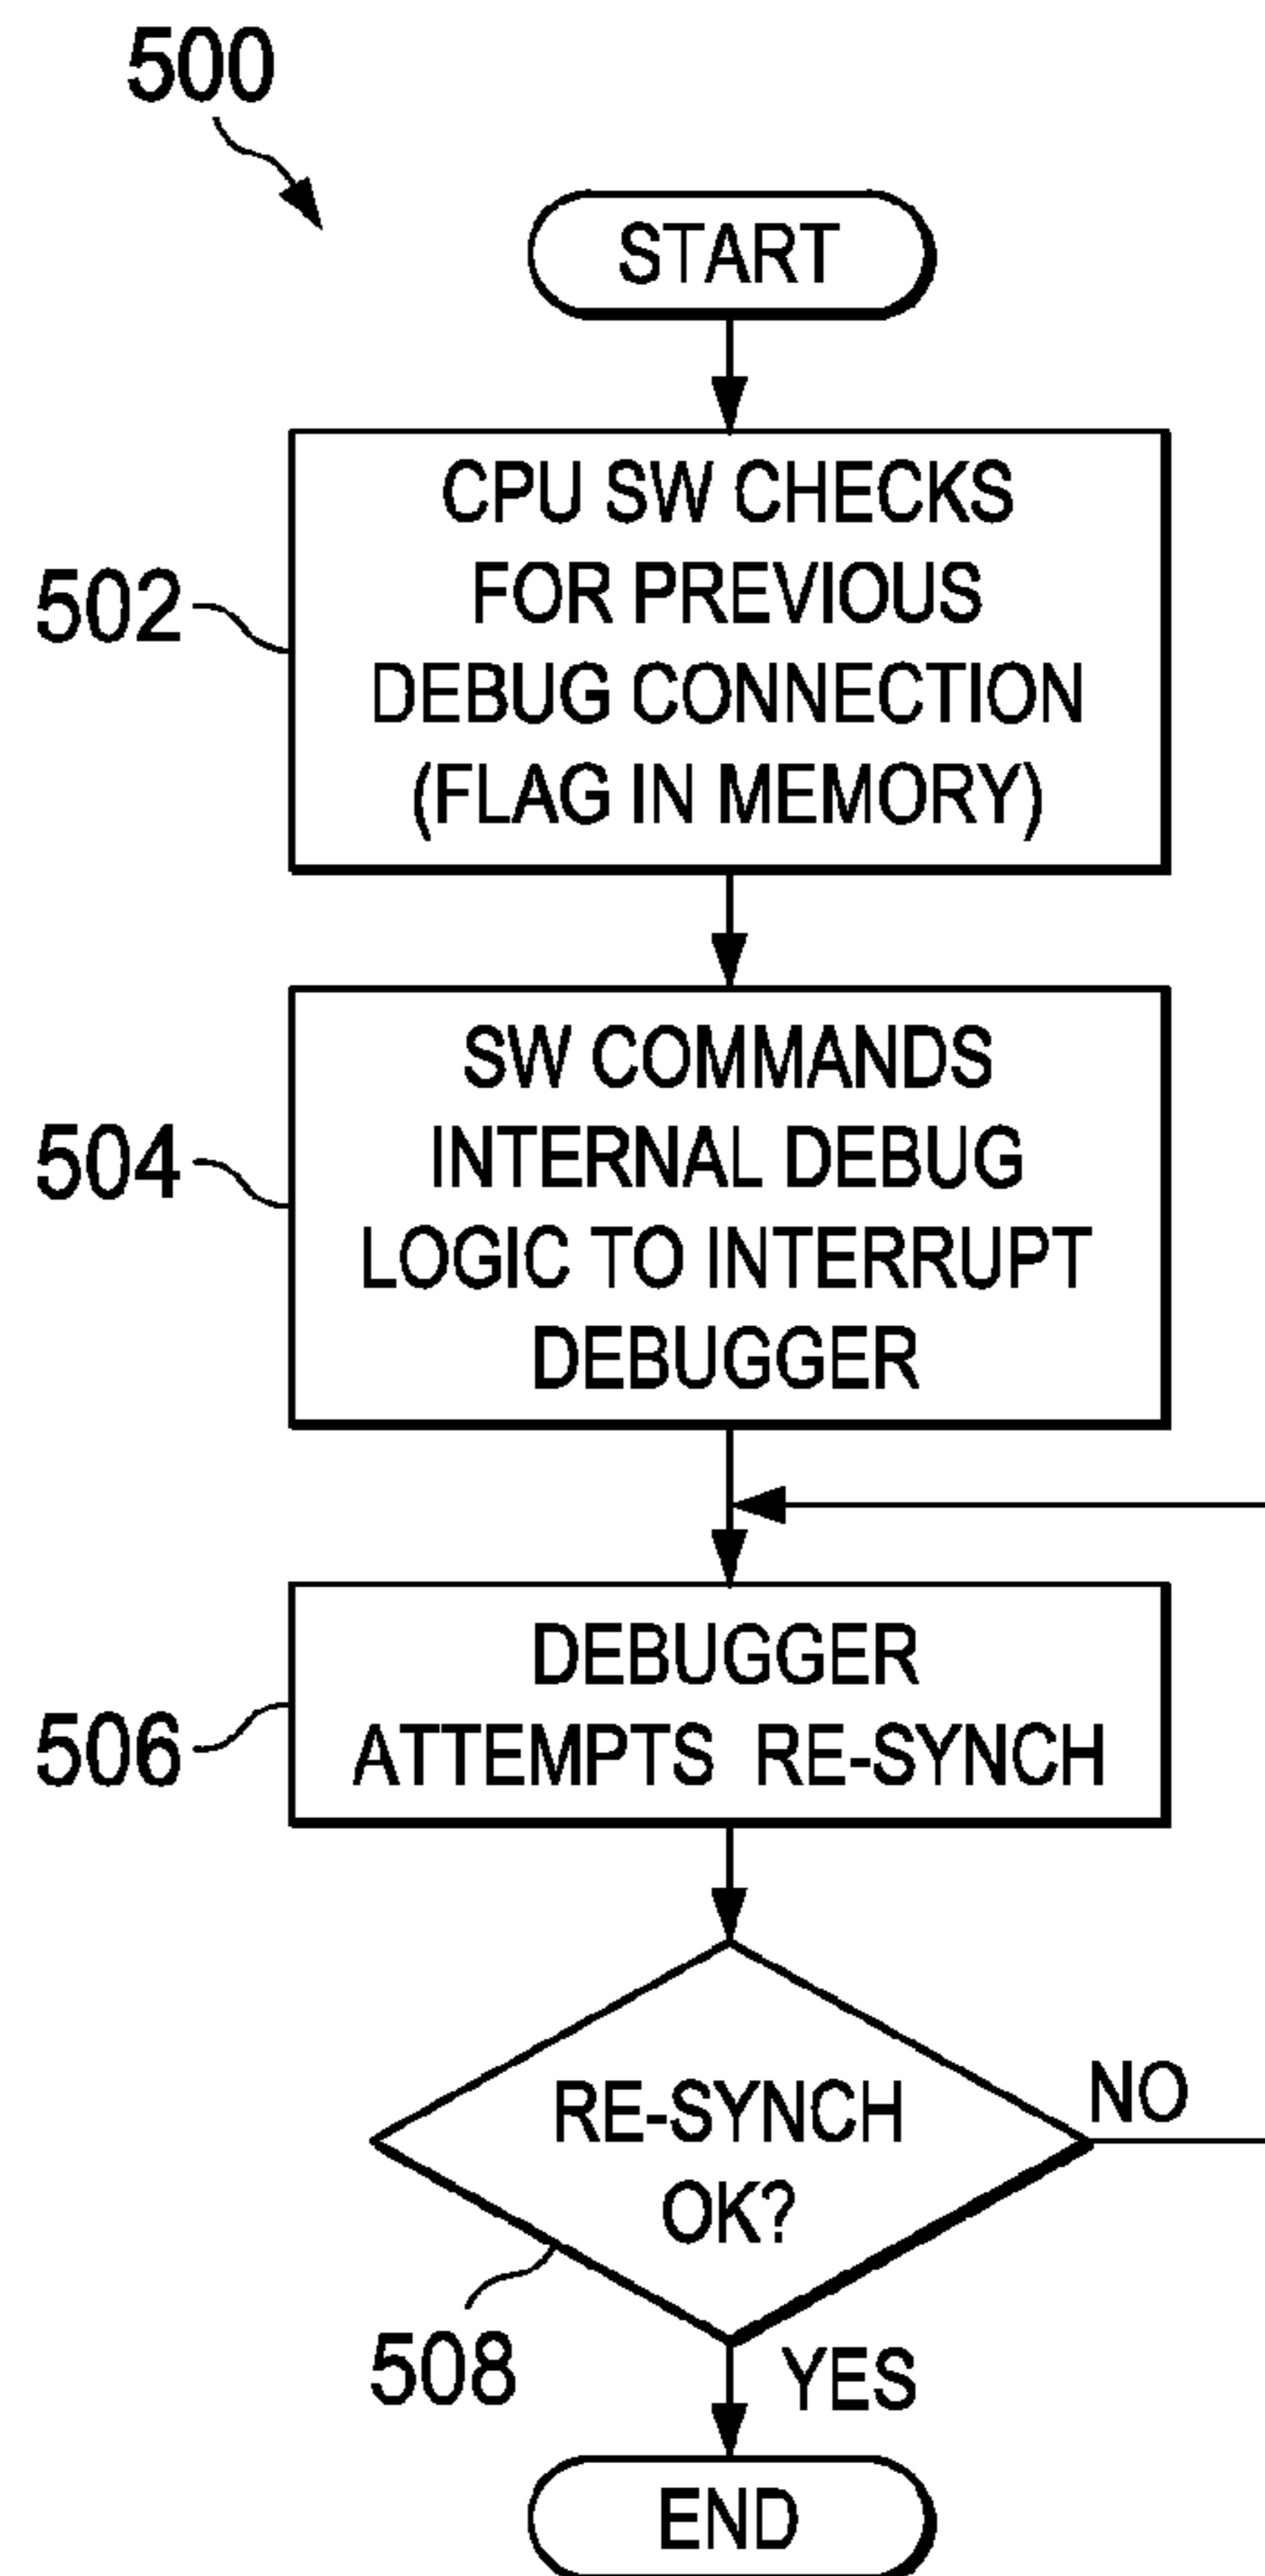 500
START
502
CPU SW CHECKS
FOR PREVIOUS
DEBUG CONNECTION
(FLAG IN MEMORY)
504
SW COMMANDS
INTERNAL DEBUG
LOGIC TO INTERRUPT
DEBUGGER
506
DEBUGGER
ATTEMPTS RE-SYNCH
RE-SYNCH
OK?
NO
508
YES
END